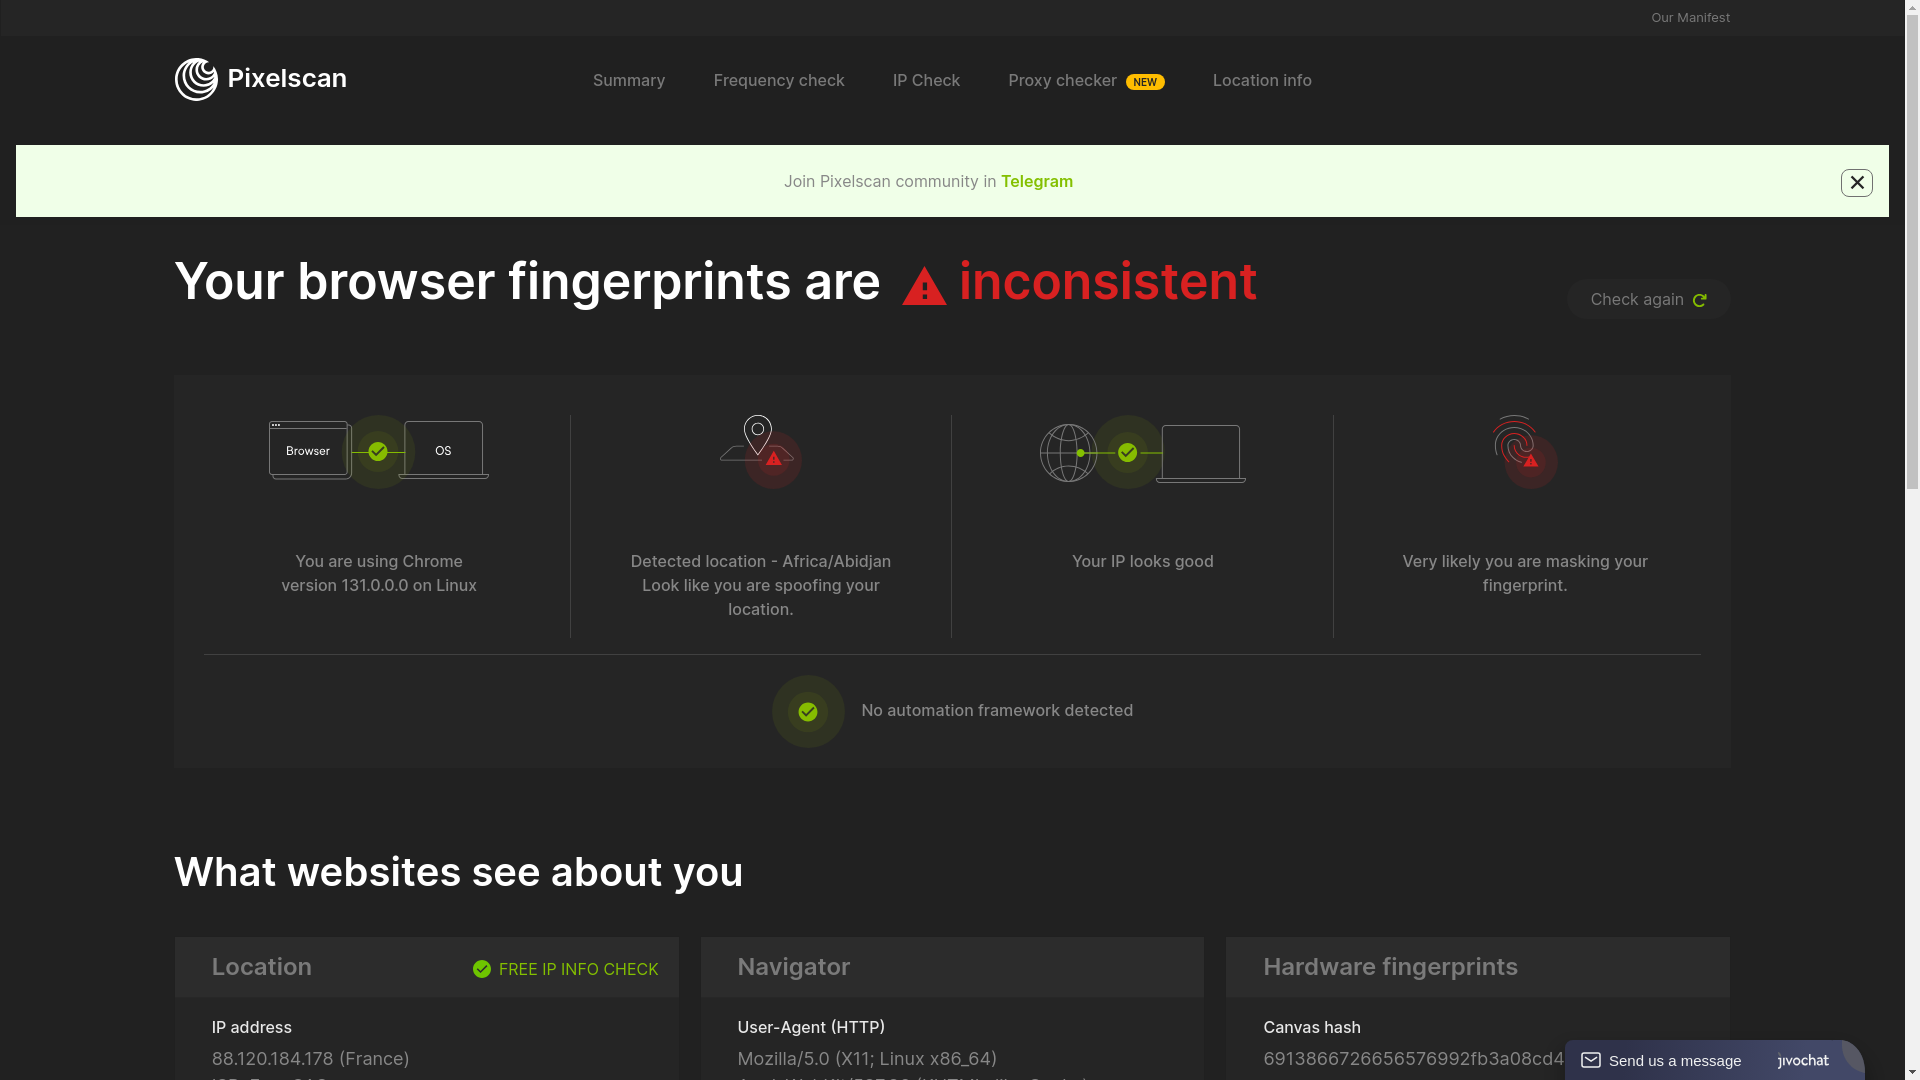 Our Manifest
Pixelscan
Summary
Frequency check
IP Check
Proxy checker NEW
Location info
Join Pixelscan community in Telegram
Your browser fingerprints are inconsistent
Check again
Browser
OS
You are using Chrome
version 131.0.0.0 on Linux
Detected location - Africa/Abidjan
Look like you are spoofing your
location.
Your IP looks good
Very likely you are masking your
fingerprint.
No automation framework detected
What websites see about you
Location
FREE IP INFO CHECK
IP address
88.120.184.178 (France)
Navigator
User-Agent (HTTP)
Mozilla/5.0 (X11; Linux x86_64)
Hardware fingerprints
Canvas hash
6913866726656576992fb3a08cd4
Send us a message
jivochat